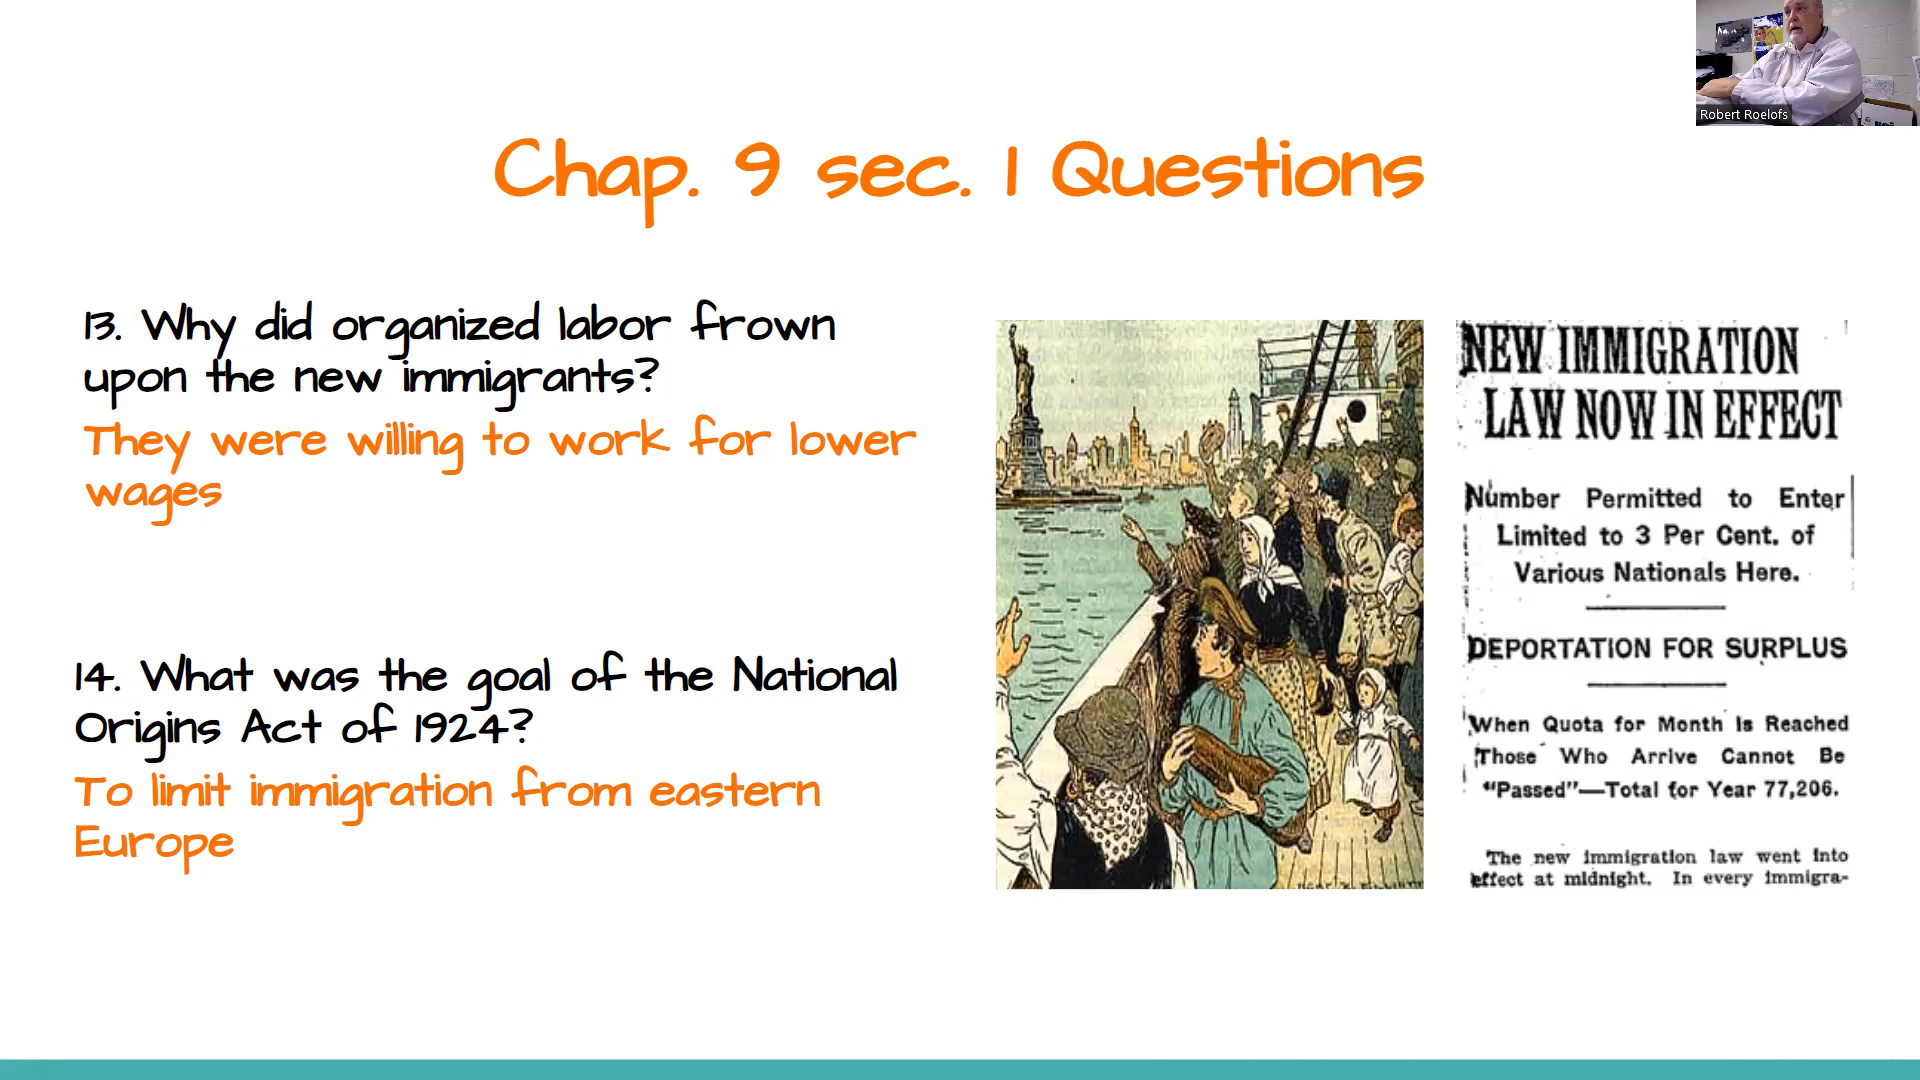 Robert Roelofs
Chap. 9 sec. 1 Questions
13. Why did organized labor frown
upon the new immigrants?
They were willing to work for lower
wages
14. What was the goal of the National
Origins Act of 1924?
To limit immigration from eastern
Europe
NEW IMMIGRATION
LAW NOW IN EFFECT
Number Permitted to Enter
Limited to 3 Per Cent. of
Various Nationals Here.
DEPORTATION FOR SURPLUS
When Quota for Month Is Reached
Those Who Arrive Cannot Be
"Passed"—Total for Year 77,206.
The new immigration law went into
effect at midnight. In every immigra-